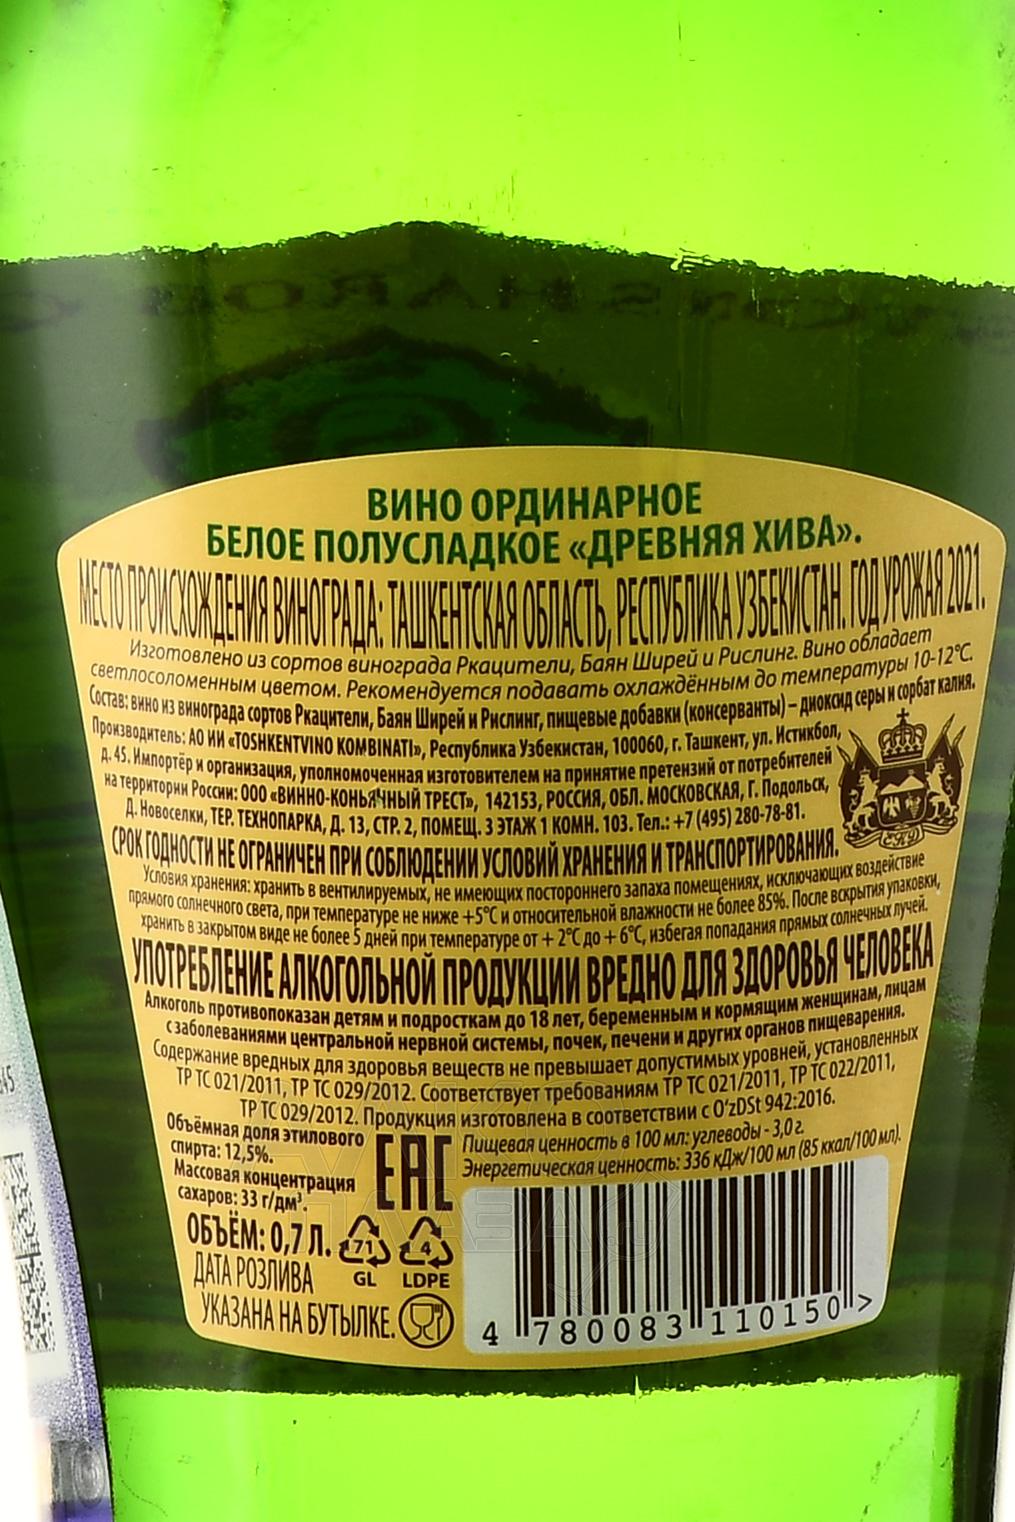 ВИНО ОРДИНАРНОЕ
БЕЛОЕ ПОЛУСЛАДКОЕ «ДРЕВНЯЯ ХИВА».
МЕСТО ПРОИСХОЖДЕНИЯ ВИНОГРАДА: ТАШКЕНТСКАЯ ОБЛАСТЬ, РЕСПУБЛИКА УЗБЕКИСТАН. ГОД УРОЖАЯ 2021.
Изготовлено из сортов винограда Ркацители, Баян Ширей и Рислинг. Вино обладает
светлосоломенным цветом. Рекомендуется подавать охлаждённым до температуры 10-12°С.
Состав: вино из винограда сортов Ркацители, Баян Ширей и Рислинг, пищевые добавки (консерванты) – диоксид серы и сорбат калия.
Производитель: АО ИИ «TOSHKENTVINO KOMBINATI», Республика Узбекистан, 100060, г. Ташкент, ул. Истикбол,
д. 45. Импортёр и организация, уполномоченная изготовителем на принятие претензий от потребителей
на территории России: ООО «ВИННО-КОНЬЯЧНЫЙ ТРЕСТ», 142153, РОССИЯ, ОБЛ. МОСКОВСКАЯ, Г. Подольск,
Д. Новоселки, ТЕР. ТЕХНОПАРКА, Д. 13, СТР. 2, ПОМЕЩ. 3 ЭТАЖ 1 КОМН. 103. Тел.: +7 (495) 280-78-81.
СРОК ГОДНОСТИ НЕ ОГРАНИЧЕН ПРИ СОБЛЮДЕНИИ УСЛОВИЙ ХРАНЕНИЯ И ТРАНСПОРТИРОВАНИЯ.
Условия хранения: хранить в вентилируемых, не имеющих постороннего запаха помещениях, исключающих воздействие
прямого солнечного света, при температуре не ниже +5°С и относительной влажности не более 85%. После вскрытия упаковки,
хранить в закрытом виде не более 5 дней при температуре от + 2°С до + 6°С, избегая попадания прямых солнечных лучей.
УПОТРЕБЛЕНИЕ АЛКОГОЛЬНОЙ ПРОДУКЦИИ ВРЕДНО ДЛЯ ЗДОРОВЬЯ ЧЕЛОВЕКА
Алкоголь противопоказан детям и подросткам до 18 лет, беременным и кормящим женщинам, лицам
с заболеваниями центральной нервной системы, почек, печени и других органов пищеварения.
Содержание вредных для здоровья веществ не превышает допустимых уровней, установленных
ТР ТС 021/2011, ТР ТС 029/2012. Соответствует требованиям ТР ТС 021/2011, ТР ТС 022/2011,
ТР ТС 029/2012. Продукция изготовлена в соответствии с O‘zDSt 942:2016.
Объёмная доля этилового
спирта: 12,5%.
Массовая концентрация
сахаров: 33 г/дм³.
ОБЪЁМ: 0,7 Л.
ДАТА РОЗЛИВА
УКАЗАНА НА БУТЫЛКЕ.
ЕАС
71
GL
4
LDPE
Пищевая ценность в 100 мл: углеводы - 3,0 г.
Энергетическая ценность: 336 кДж/100 мл (85 ккал/100 мл).
4 780083 110150 >